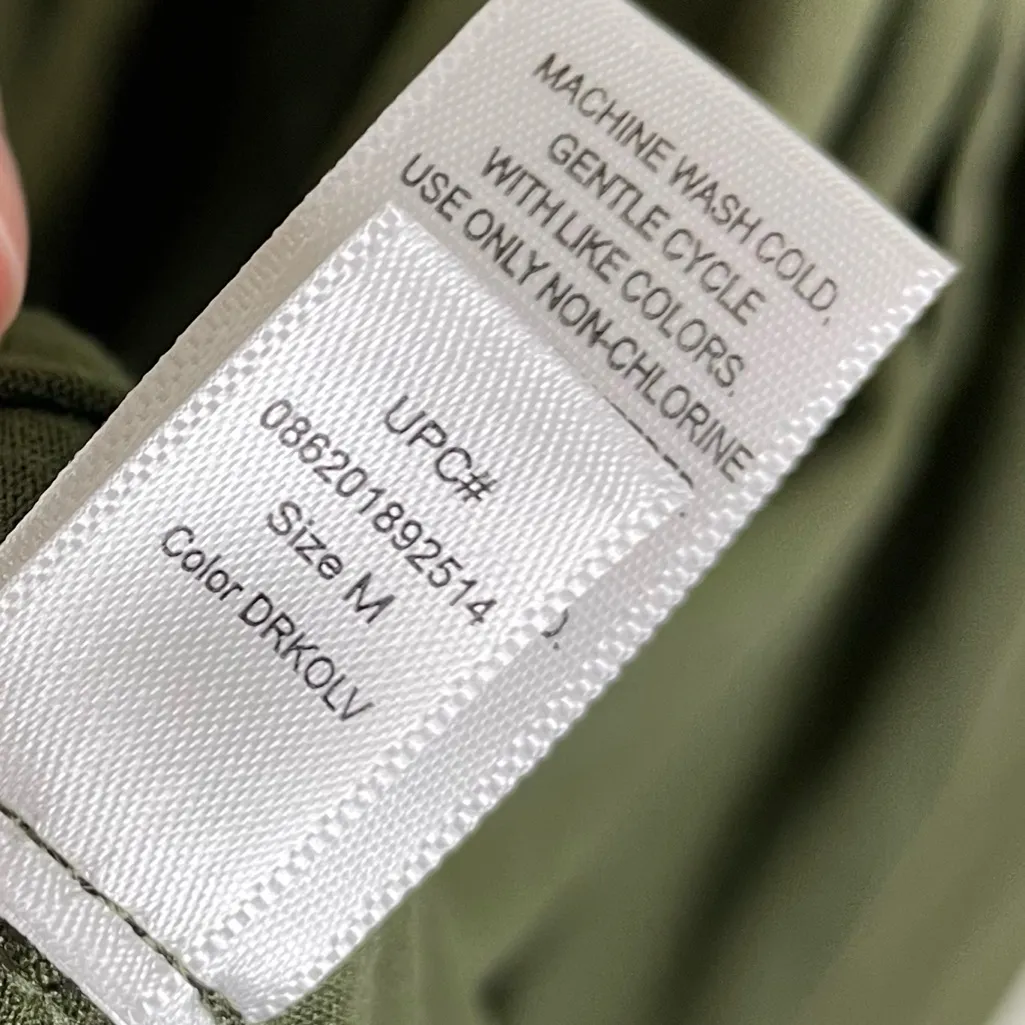 MACHINE WASH COLD,
GENTLE CYCLE
WITH LIKE COLORS.
USE ONLY NON-CHLORINE
UPC#
086201892514
Size M
Color DRKOLV